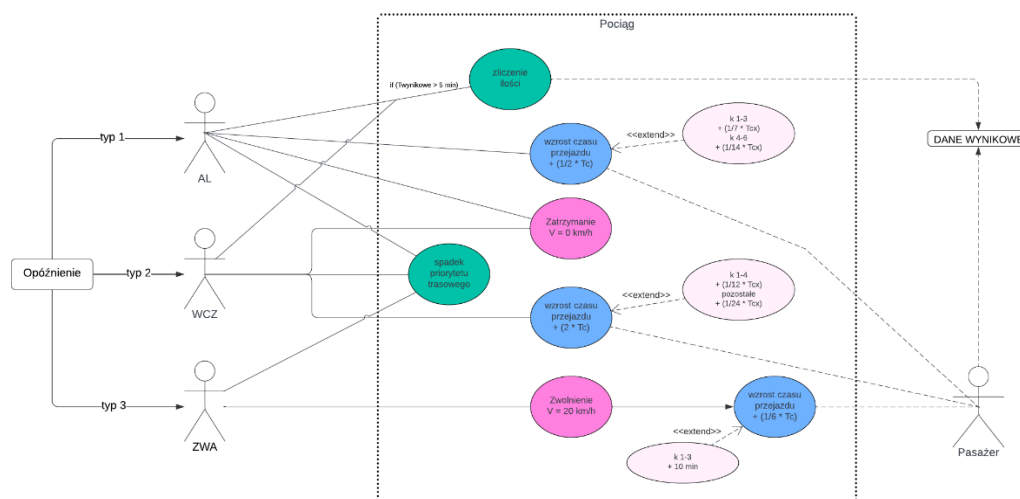 Pociąg
zliczenie
ilości
if (Twynikowe > 5 min)
typ 1
AL
wzrost czasu
przejazdu
+ (1/2 * Tc)
<<extend>>
k 1-3
+ (1/7 * Tcx)
k 4-6
+ (1/14 * Tcx)
DANE WYNIKOWE
Zatrzymanie
V = 0 km/h
Opóźnienie
typ 2
WCZ
spadek
priorytetu
trasowego
wzrost czasu
przejazdu
+ (2 * Tc)
<<extend>>
k 1-4
+ (1/12 * Tcx)
pozostałe
+ (1/24 * Tcx)
typ 3
ZWA
Zwolnienie
V = 20 km/h
wzrost czasu
przejazdu
+ (1/6 * Tc)
<<extend>>
k 1-3
+ 10 min
Pasażer